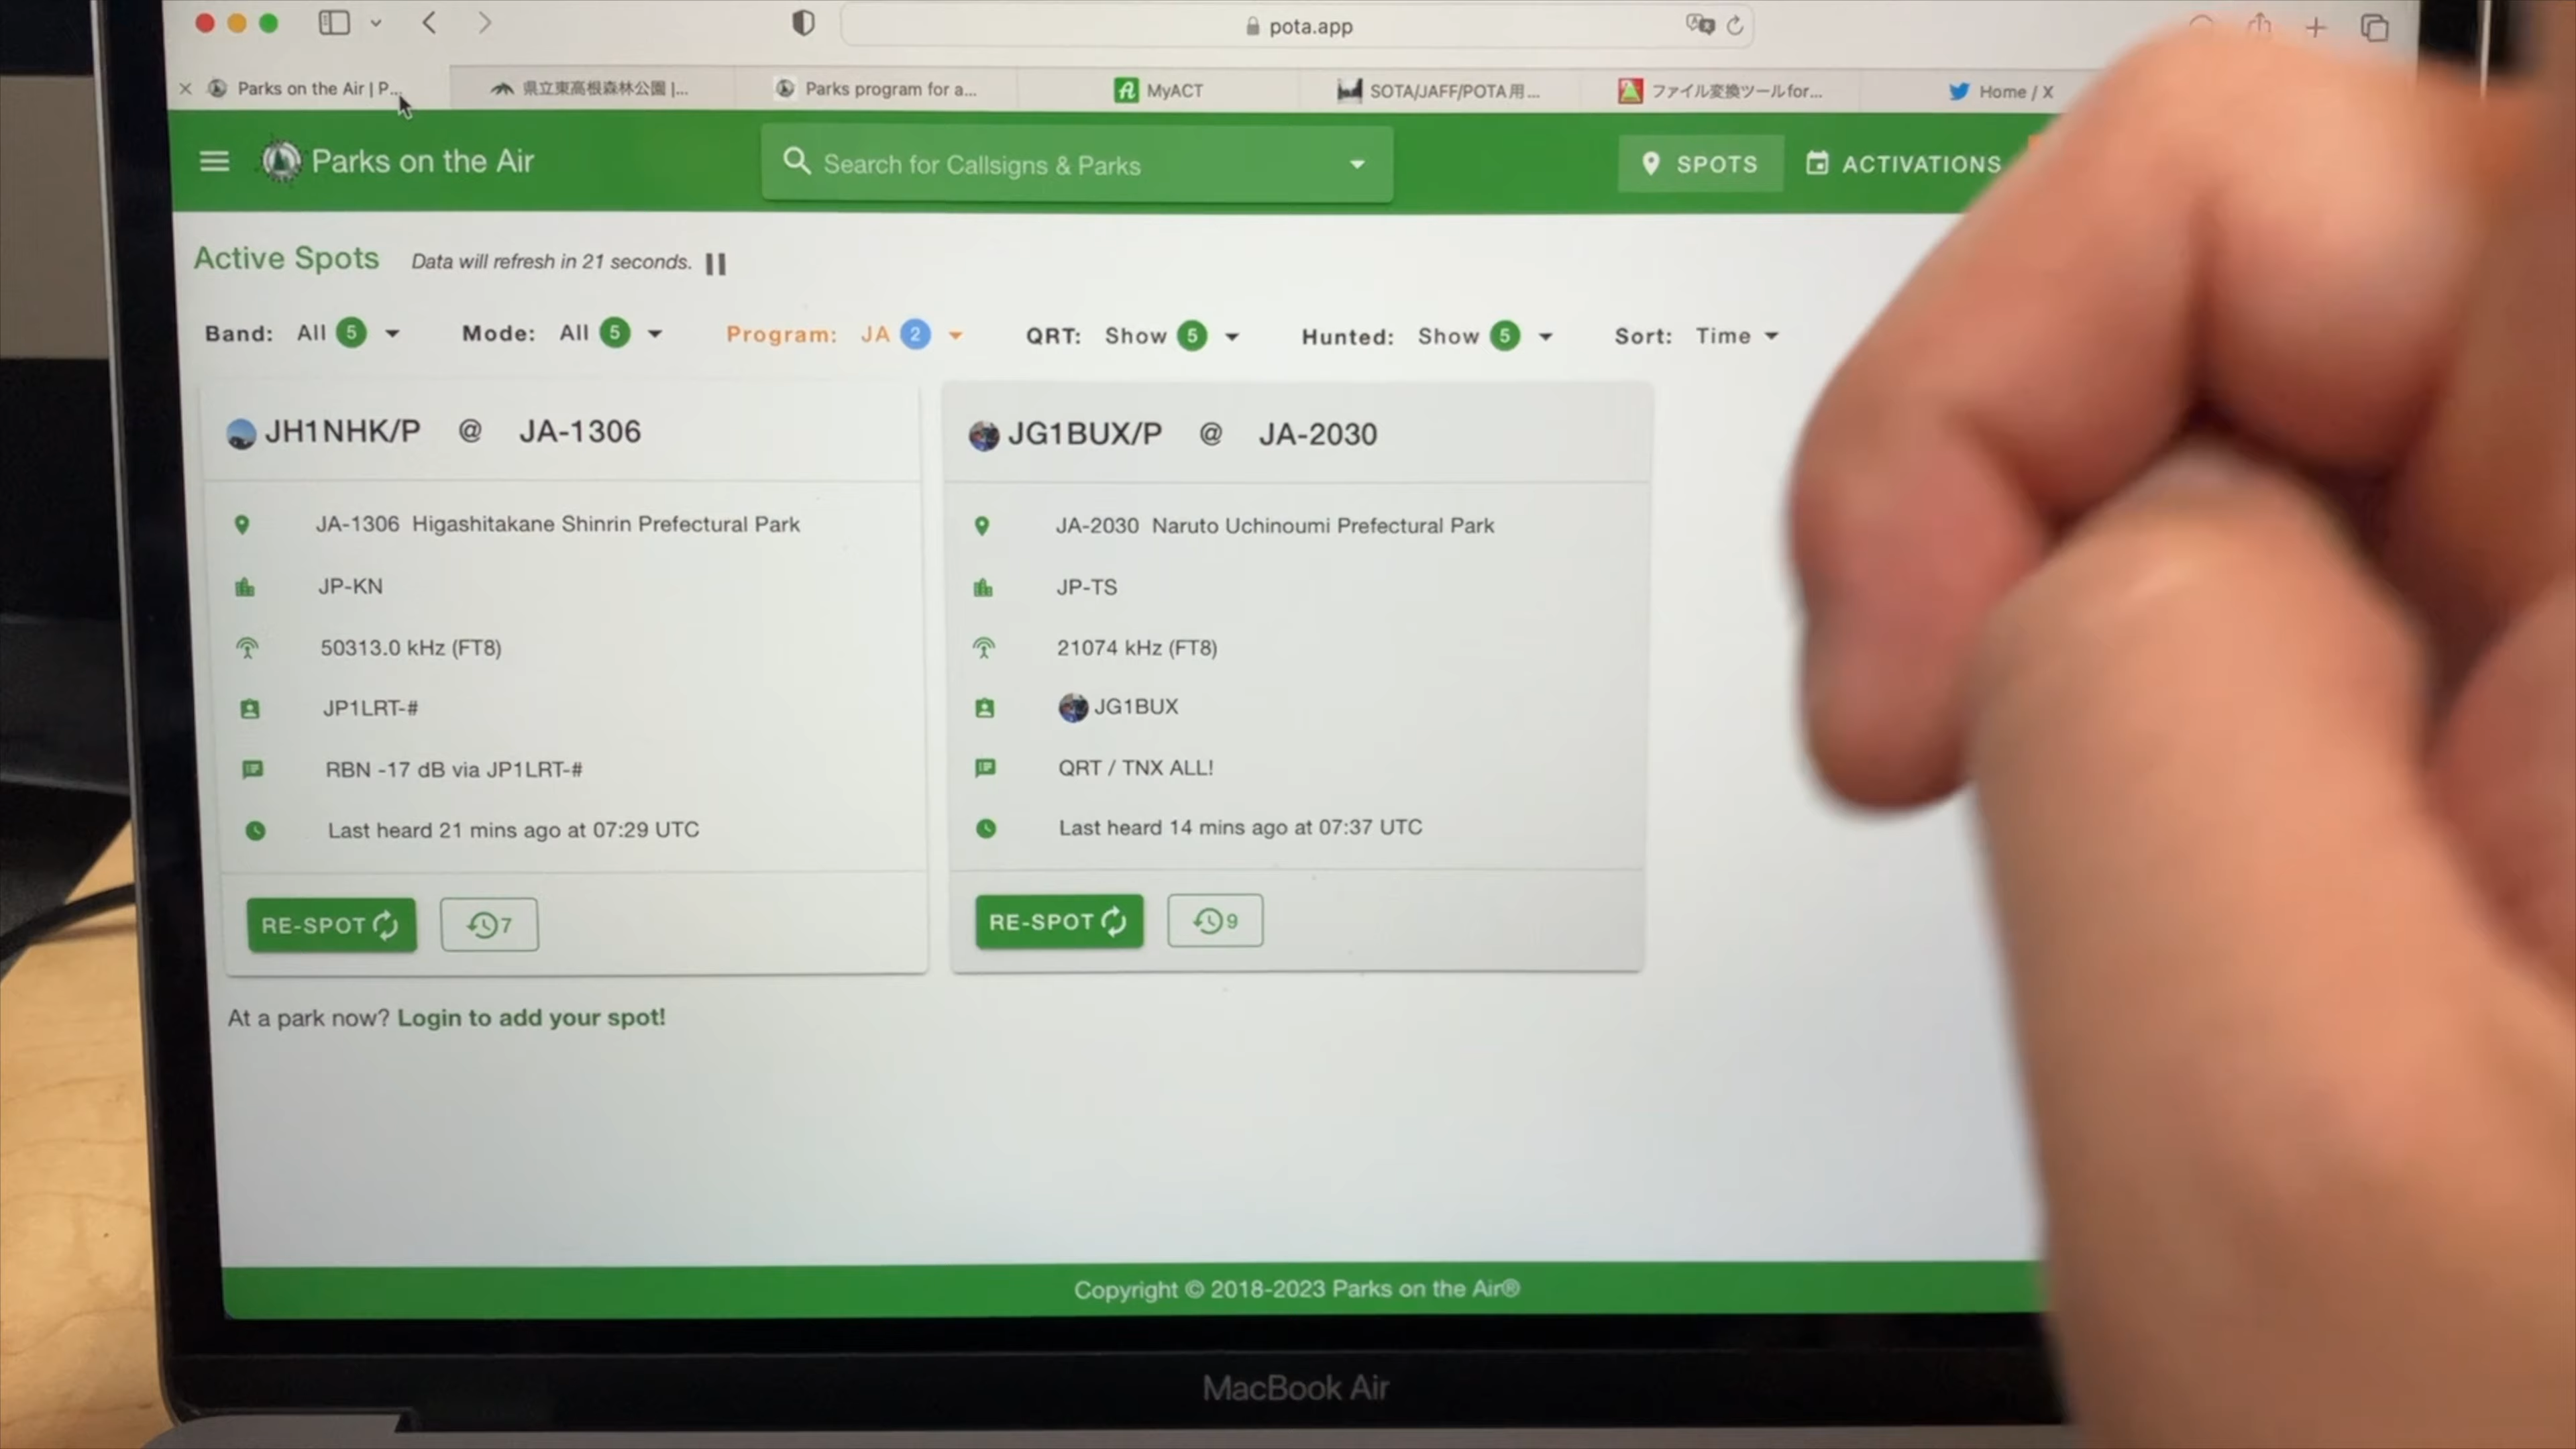 pota.app
Parks on the Air | P...
県立東高根森林公園 |...
Parks program for a...
MyACT
SOTA/JAFF/POTA用...
ファイル変換ツールfor...
Home / X
Parks on the Air
Search for Callsigns & Parks
SPOTS
ACTIVATIONS
Active Spots Data will refresh in 21 seconds.
Band: All 5 Mode: All 5 Program: JA 2 QRT: Show 5 Hunted: Show 5 Sort: Time
JH1NHK/P @ JA-1306
JA-1306 Higashitakane Shinrin Prefectural Park
JP-KN
50313.0 kHz (FT8)
JP1LRT-#
RBN -17 dB via JP1LRT-#
Last heard 21 mins ago at 07:29 UTC
RE-SPOT 7
JG1BUX/P @ JA-2030
JA-2030 Naruto Uchinoumi Prefectural Park
JP-TS
21074 kHz (FT8)
JG1BUX
QRT / TNX ALL!
Last heard 14 mins ago at 07:37 UTC
RE-SPOT 9
At a park now? Login to add your spot!
Copyright © 2018-2023 Parks on the Air®
MacBook Air